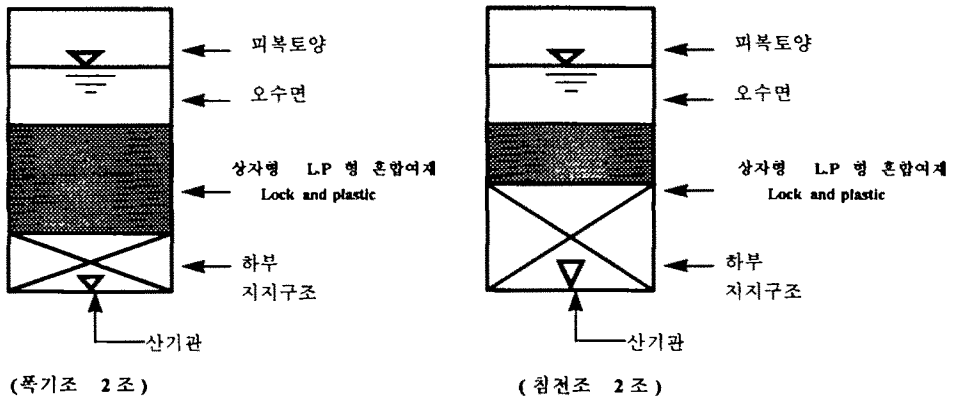 피복토양
오수면
상자형 L.P 형 혼합여재
Lock and plastic
하부
지지구조
산기관
(폭기조 2조)
피복토양
오수면
상자형 L.P 형 혼합여재
Lock and plastic
하부
지지구조
산기관
(침전조 2조)